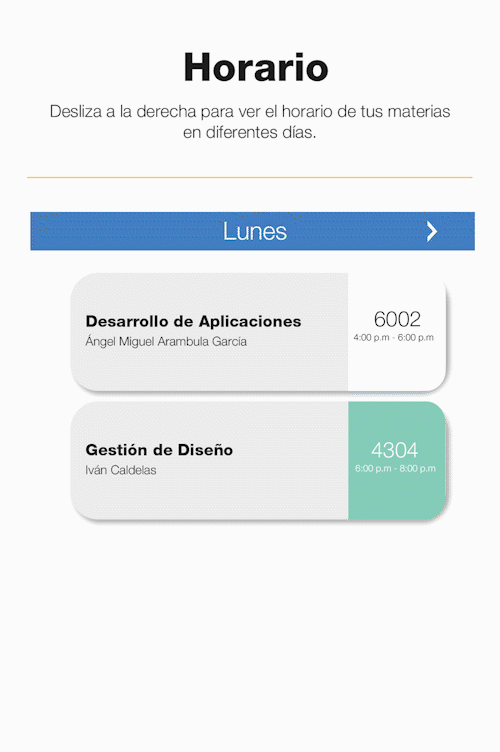 Horario
Desliza a la derecha para ver el horario de tus materias
en diferentes días.
Lunes
Desarrollo de Aplicaciones
Ángel Miguel Arambula García
6002
4:00 p.m - 6:00 p.m
Gestión de Diseño
Iván Caldelas
4304
6:00 p.m - 8:00 p.m